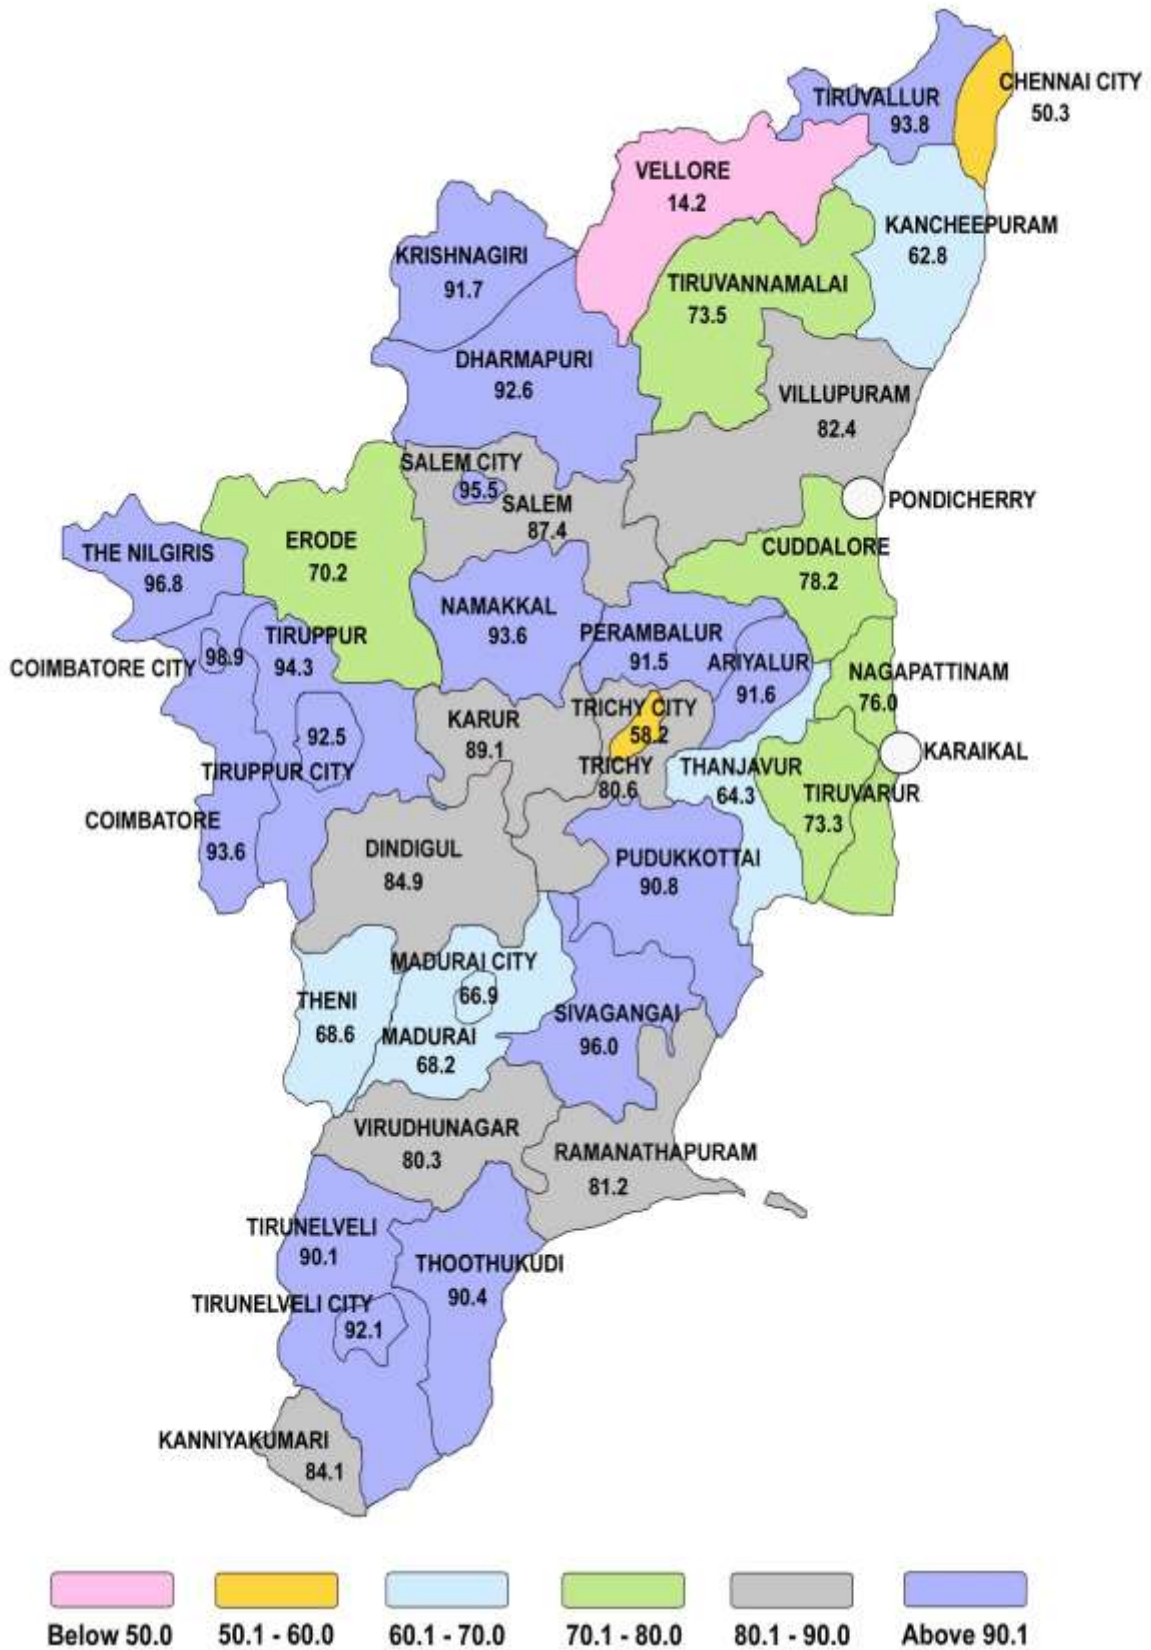 CHENNAI CITY
50.3
TIRUVALLUR
93.8
VELLORE
14.2
KANCHEEPURAM
62.8
KRISHNAGIRI
91.7
TIRUVANNAMALAI
73.5
DHARMAPURI
92.6
VILLUPURAM
82.4
SALEM CITY
95.5
SALEM
87.4
PONDICHERRY
ERODE
70.2
THE NILGIRIS
96.8
CUDDALORE
78.2
NAMAKKAL
93.6
PERAMBALUR
91.5
TIRUPPUR
94.3
COIMBATORE CITY
98.9
ARIYALUR
91.6
NAGAPATTINAM
76.0
KARUR
89.1
TRICHY CITY
58.2
TRICHY
80.6
92.5
TIRUPPUR CITY
THANJAVUR
64.3
KARAIKAL
TIRUVARUR
73.3
COIMBATORE
93.6
DINDIGUL
84.9
PUDUKKOTTAI
90.8
MADURAI CITY
66.9
THENI
68.6
MADURAI
68.2
SIVAGANGAI
96.0
VIRUDHUNAGAR
80.3
RAMANATHAPURAM
81.2
TIRUNELVELI
90.1
THOOTHUKUDI
90.4
TIRUNELVELI CITY
92.1
KANNIYAKUMARI
84.1
Below 50.0 50.1 - 60.0 60.1 - 70.0 70.1 - 80.0 80.1 - 90.0 Above 90.1